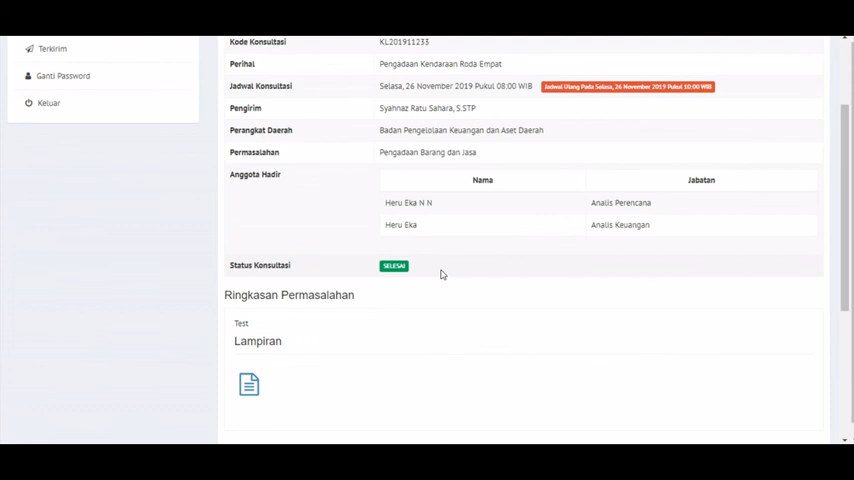 Terkirim
Ganti Password
Keluar
Kode Konsultasi KL201911233
Perihal Pengadaan Kendaraan Roda Empat
Jadwal Konsultasi Selasa, 26 November 2019 Pukul 08:00 WIB Jadwal Ulang Pada Selasa, 26 November 2019 Pukul 10:00 WIB
Pengirim Syahnaz Ratu Sahara, S.STP
Perangkat Daerah Badan Pengelolaan Keuangan dan Aset Daerah
Permasalahan Pengadaan Barang dan Jasa
Anggota Hadir
Nama Jabatan
Heru Eka N N Analis Perencana
Heru Eka Analis Keuangan
Status Konsultasi SELESAI
Ringkasan Permasalahan
Test
Lampiran